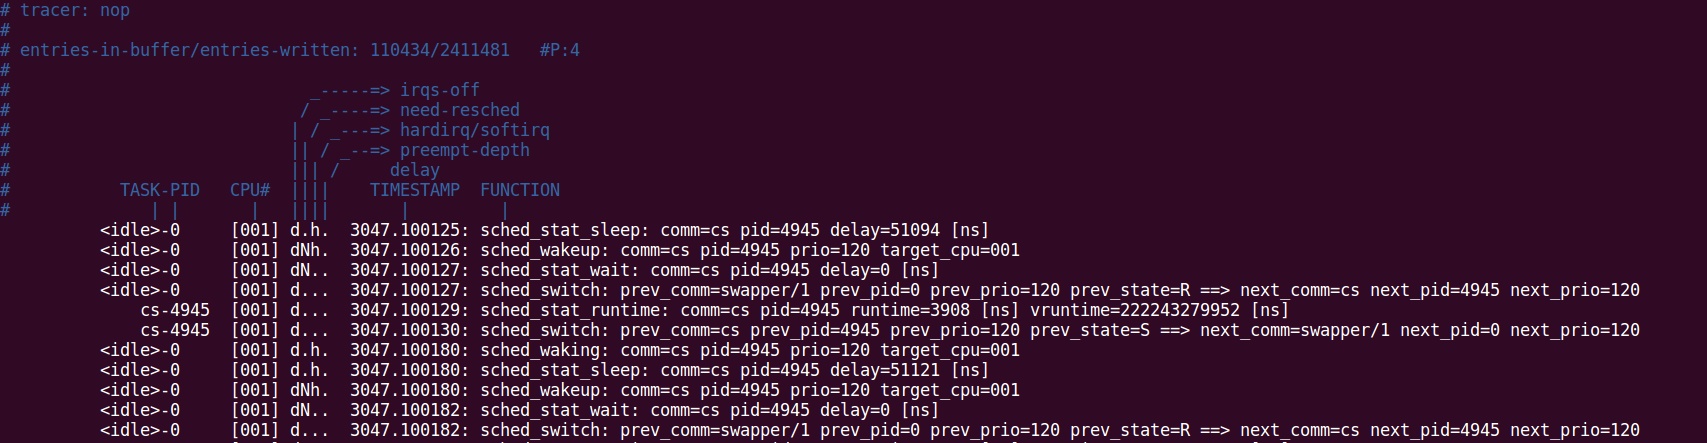 # tracer: nop
#
# entries-in-buffer/entries-written: 110434/2411481   #P:4
#
#                              _-----=> irqs-off
#                             / _----=> need-resched
#                            | / _---=> hardirq/softirq
#                            || / _--=> preempt-depth
#                            ||| /     delay
#           TASK-PID   CPU#  ||||    TIMESTAMP  FUNCTION
#              | |       |   ||||       |         |
          <idle>-0     [001] d.h.  3047.100125: sched_stat_sleep: comm=cs pid=4945 delay=51094 [ns]
          <idle>-0     [001] dNh.  3047.100126: sched_wakeup: comm=cs pid=4945 prio=120 target_cpu=001
          <idle>-0     [001] dN..  3047.100127: sched_stat_wait: comm=cs pid=4945 delay=0 [ns]
          <idle>-0     [001] d...  3047.100127: sched_switch: prev_comm=swapper/1 prev_pid=0 prev_prio=120 prev_state=R ==> next_comm=cs next_pid=4945 next_prio=120
              cs-4945  [001] d...  3047.100129: sched_stat_runtime: comm=cs pid=4945 runtime=3908 [ns] vruntime=222243279952 [ns]
              cs-4945  [001] d...  3047.100130: sched_switch: prev_comm=cs prev_pid=4945 prev_prio=120 prev_state=S ==> next_comm=swapper/1 next_pid=0 next_prio=120
          <idle>-0     [001] d.h.  3047.100180: sched_waking: comm=cs pid=4945 prio=120 target_cpu=001
          <idle>-0     [001] d.h.  3047.100180: sched_stat_sleep: comm=cs pid=4945 delay=51121 [ns]
          <idle>-0     [001] dNh.  3047.100180: sched_wakeup: comm=cs pid=4945 prio=120 target_cpu=001
          <idle>-0     [001] dN..  3047.100182: sched_stat_wait: comm=cs pid=4945 delay=0 [ns]
          <idle>-0     [001] d...  3047.100182: sched_switch: prev_comm=swapper/1 prev_pid=0 prev_prio=120 prev_state=R ==> next_comm=cs next_pid=4945 next_prio=120